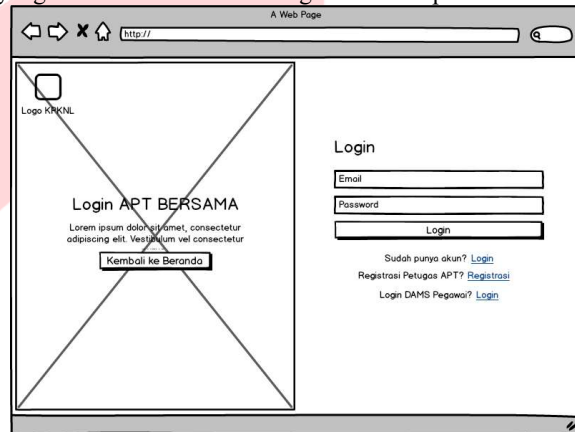 A Web Page
http://
Logo KPKNL
Login APT BERSAMA
Lorem ipsum dolor sit amet, consectetur
adipiscing elit. Vestibulum vel consectetur
Kembali ke Beranda
Login
Email
Password
Login
Sudah punya akun? Login
Registrasi Petugas APT? Registrasi
Login DAMS Pegawai? Login